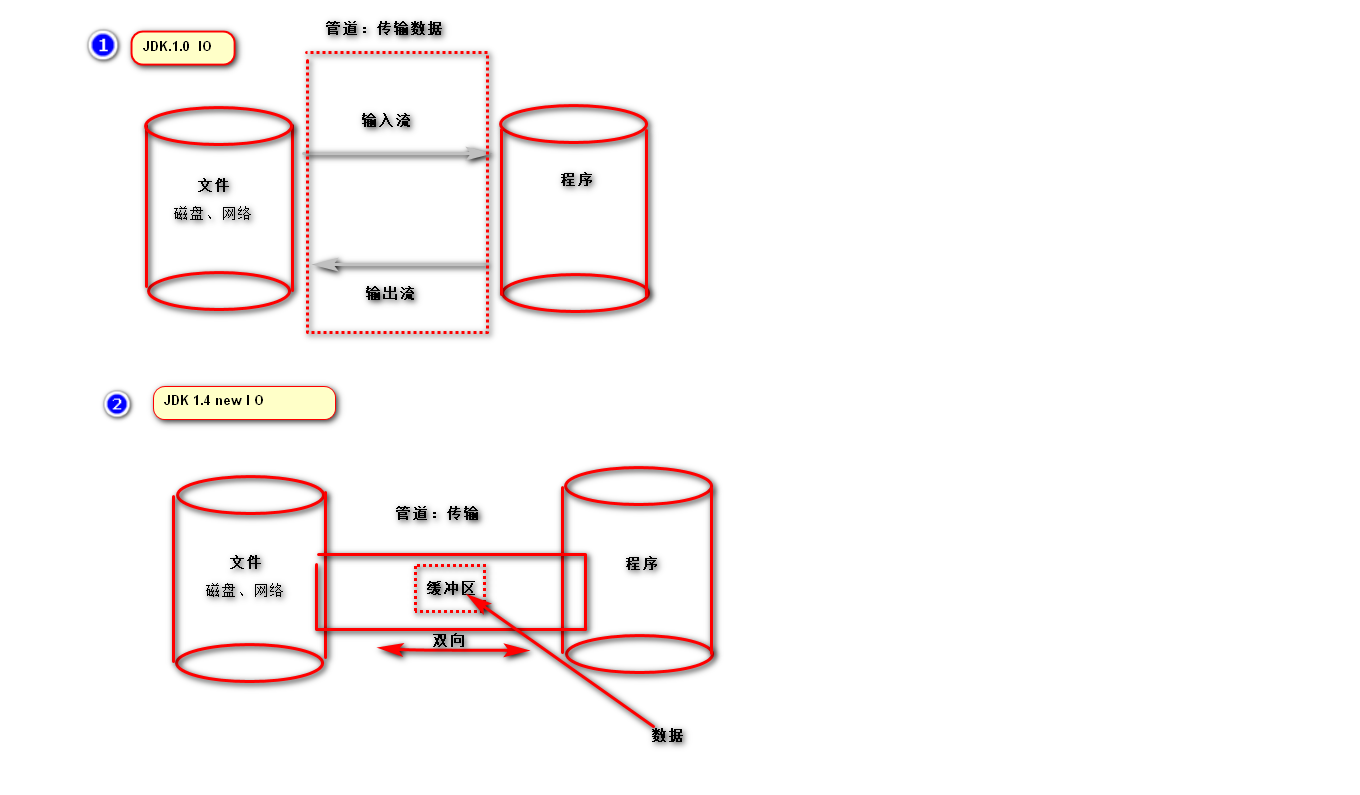 管道：传输数据
1
JDK.1.0 IO
输入流
文件
磁盘、网络
程序
输出流
2
JDK 1.4 new I O
管道：传输
文件
磁盘、网络
缓冲区
程序
双向
数据